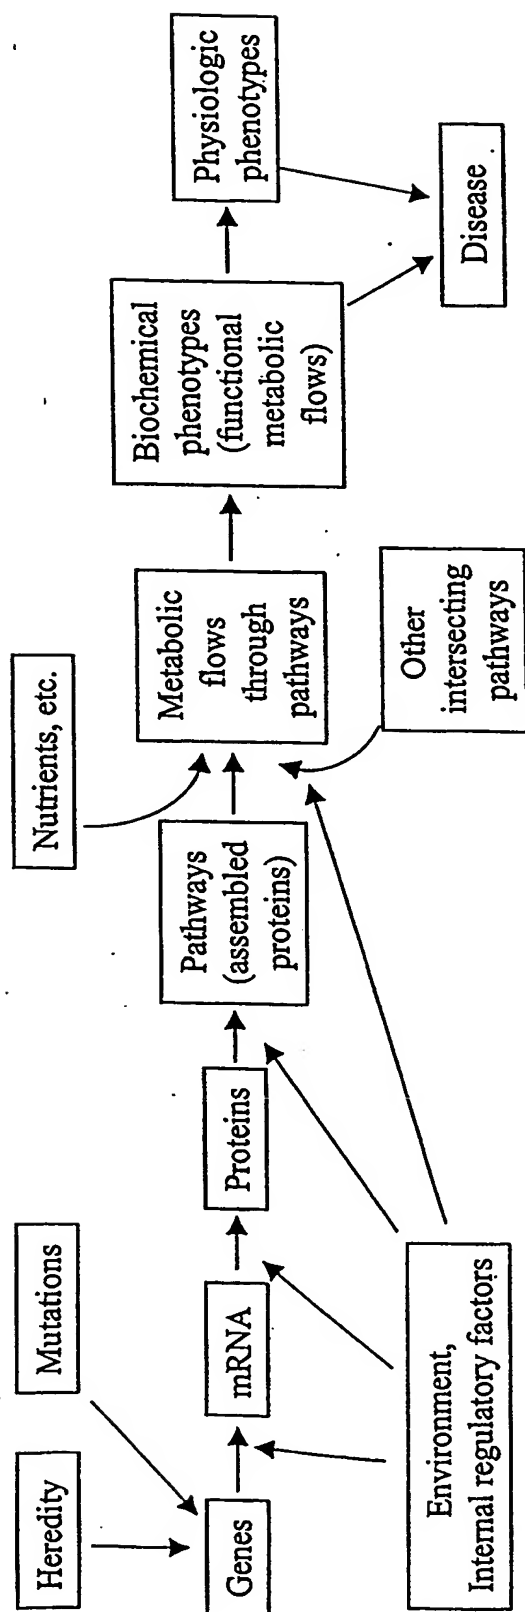 Heredity
Mutations
Nutrients, etc.
Genes
mRNA
Proteins
Pathways
(assembled
proteins)
Metabolic
flows
through
pathways
Biochemical
phenotypes
(functional
metabolic
flows)
Physiologic
phenotypes
Environment,
Internal regulatory factors
Other
intersecting
pathways
Disease